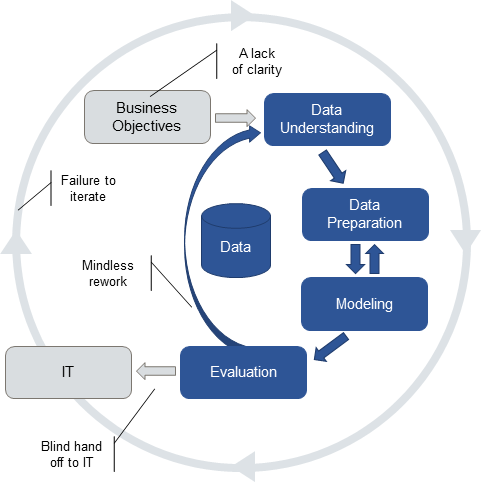 A lack
of clarity
Business
Objectives
Data
Understanding
Failure to
iterate
Data
Preparation
Data
Mindless
rework
Modeling
IT
Evaluation
Blind hand
off to IT